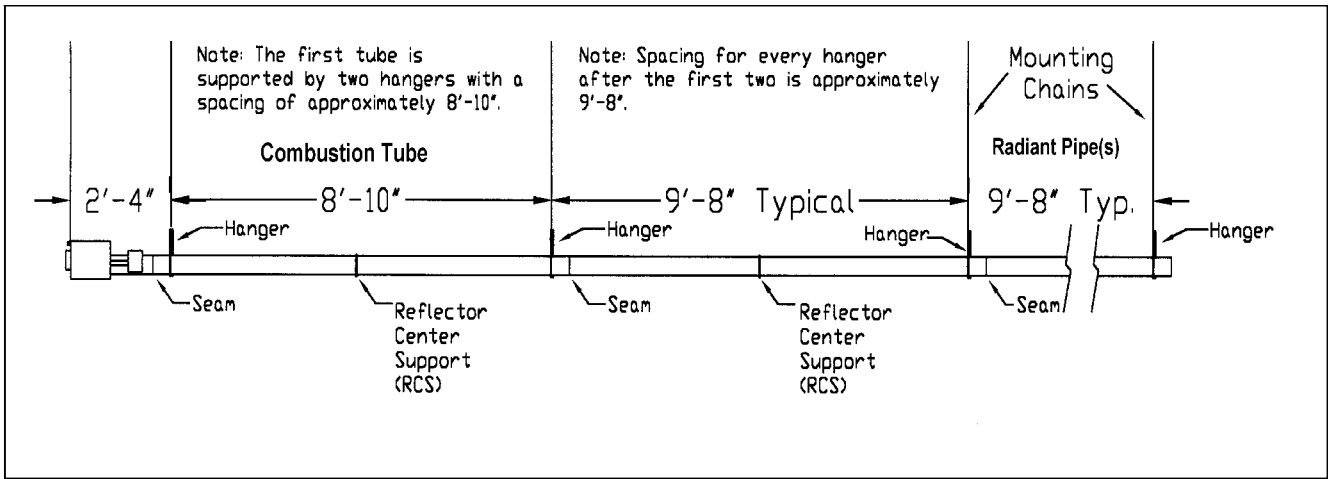 Note: The first tube is
supported by two hangers with a
spacing of approximately 8'-10".
Note: Spacing for every hanger
after the first two is approximately
9'-8".
Mounting
Chains
Combustion Tube
Radiant Pipe(s)
2'-4"
8'-10"
9'-8" Typical
9'-8" Typ.
Hanger
Hanger
Hanger
Hanger
Seam
Reflector
Center
Support
(RCS)
Seam
Reflector
Center
Support
(RCS)
Seam